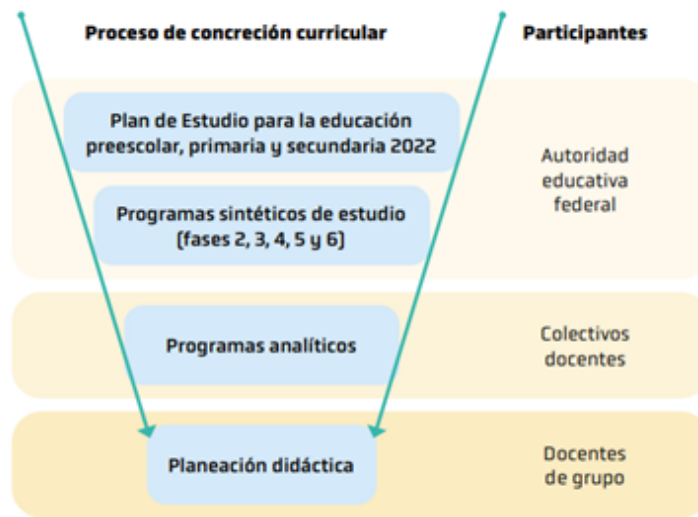 Proceso de concreción curricular
Participantes
Plan de Estudio para la educación
preescolar, primaria y secundaria 2022
Programas sintéticos de estudio
(fases 2, 3, 4, 5 y 6)
Autoridad
educativa
federal
Programas analíticos
Colectivos
docentes
Planeación didáctica
Docentes
de grupo